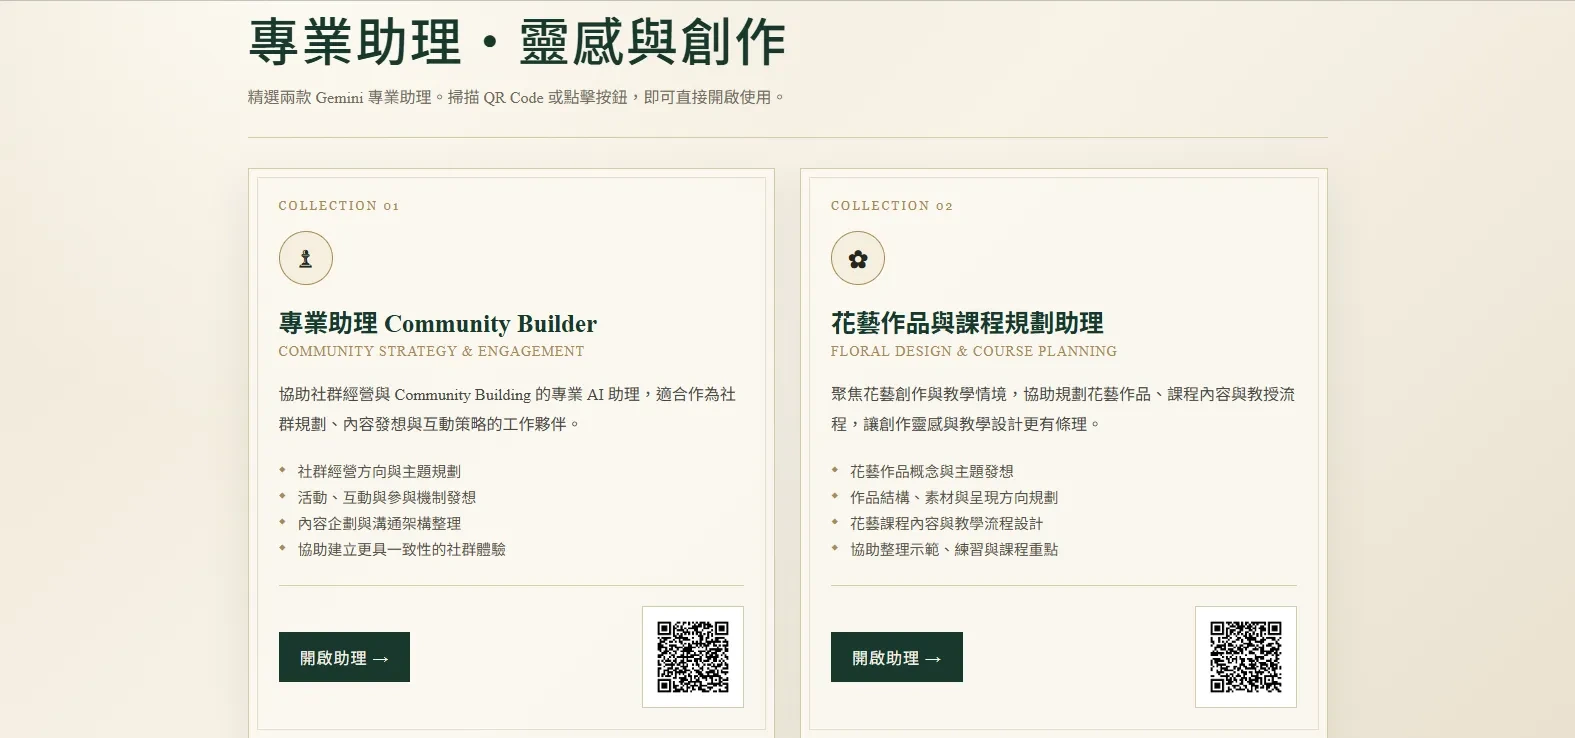 專業助理・靈感與創作
精選兩款 Gemini 專業助理。掃描 QR Code 或點擊按鈕，即可直接開啟使用。
COLLECTION 01
專業助理 Community Builder
COMMUNITY STRATEGY & ENGAGEMENT
協助社群經營與 Community Building 的專業 AI 助理，適合作為社
群規劃、內容發想與互動策略的工作夥伴。
社群經營方向與主題規劃
活動、互動與參與機制發想
內容企劃與溝通架構整理
協助建立更具一致性的社群體驗
開啟助理 →
COLLECTION 02
花藝作品與課程規劃助理
FLORAL DESIGN & COURSE PLANNING
聚焦花藝創作與教學情境，協助規劃花藝作品、課程內容與教授流
程，讓創作靈感與教學設計更有條理。
花藝作品概念與主題發想
作品結構、素材與呈現方向規劃
花藝課程內容與教學流程設計
協助整理示範、練習與課程重點
開啟助理 →